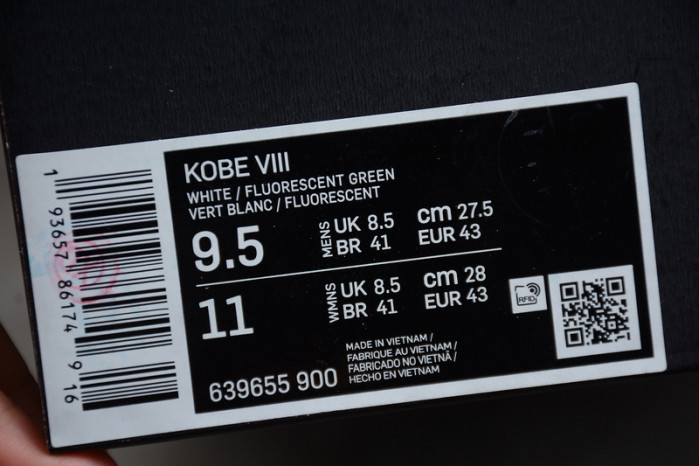 KOBE VIII
WHITE / FLUORESCENT GREEN
VERT BLANC / FLUORESCENT
9.5 MENS UK 8.5 cm 27.5
BR 41 EUR 43
11 WMNS UK 8.5 cm 28
BR 41 EUR 43
RFID
639655 900
MADE IN VIETNAM /
FABRIQUE AU VIETNAM /
FABRICADO NO VIETNÃ /
HECHO EN VIETNAM
1 93657 86174 9 16